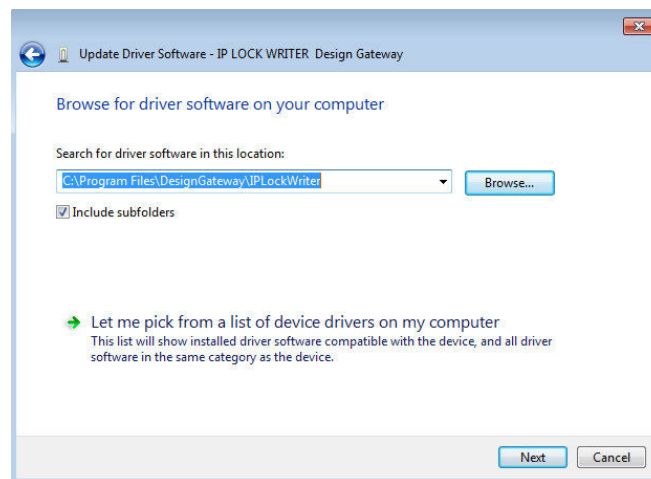 Update Driver Software - IP LOCK WRITER Design Gateway
Browse for driver software on your computer
Search for driver software in this location:
C:\Program Files\DesignGateway\IPLockWriter
Browse...
Include subfolders
Let me pick from a list of device drivers on my computer
This list will show installed driver software compatible with the device, and all driver
software in the same category as the device.
Next
Cancel